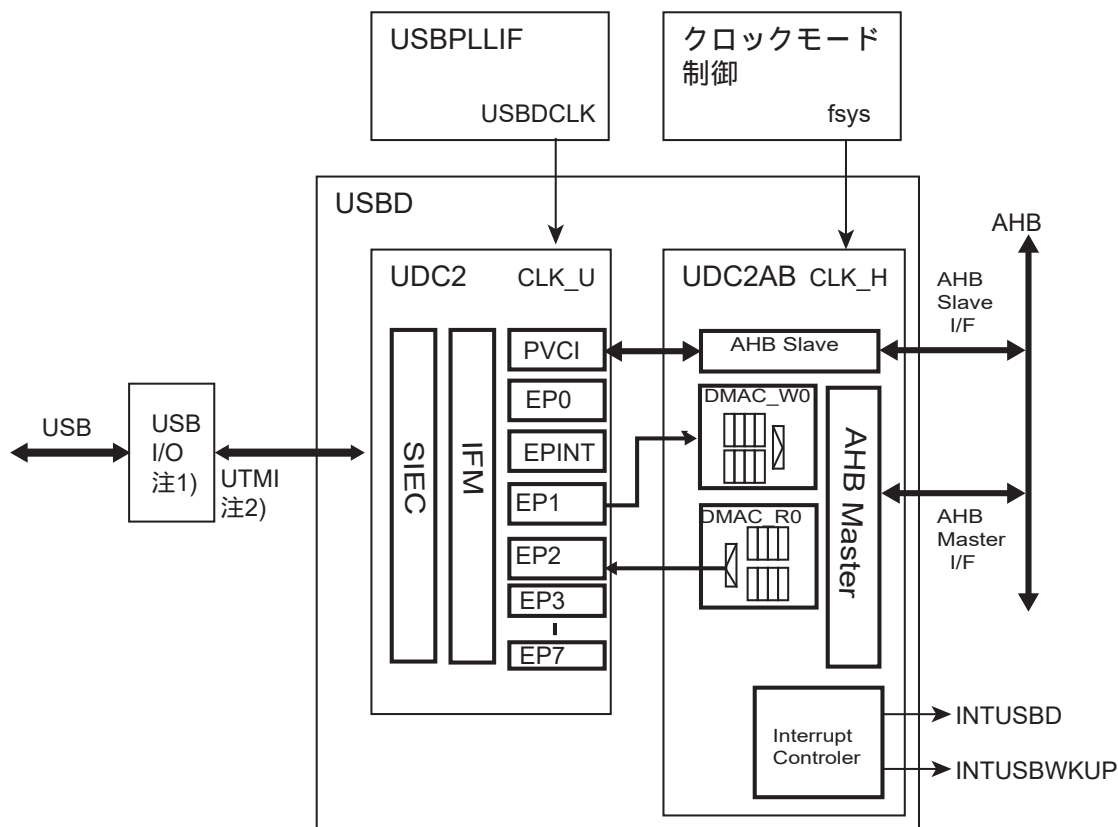 USBPLLIF
USBDCLK
クロックモード
制御
fsys
USBD
UDC2
CLK_U
UDC2AB
CLK_H
AHB
AHB
Slave
I/F
PVCI
AHB Slave
EP0
DMAC_W0
USB
USB
I/O
注1)
UTMI
注2)
SIEC
IFM
EPINT
EP1
AHB Master
DMAC_R0
AHB
Master
I/F
EP2
EP3
EP7
Interrupt
Controler
INTUSBD
INTUSBWKUP